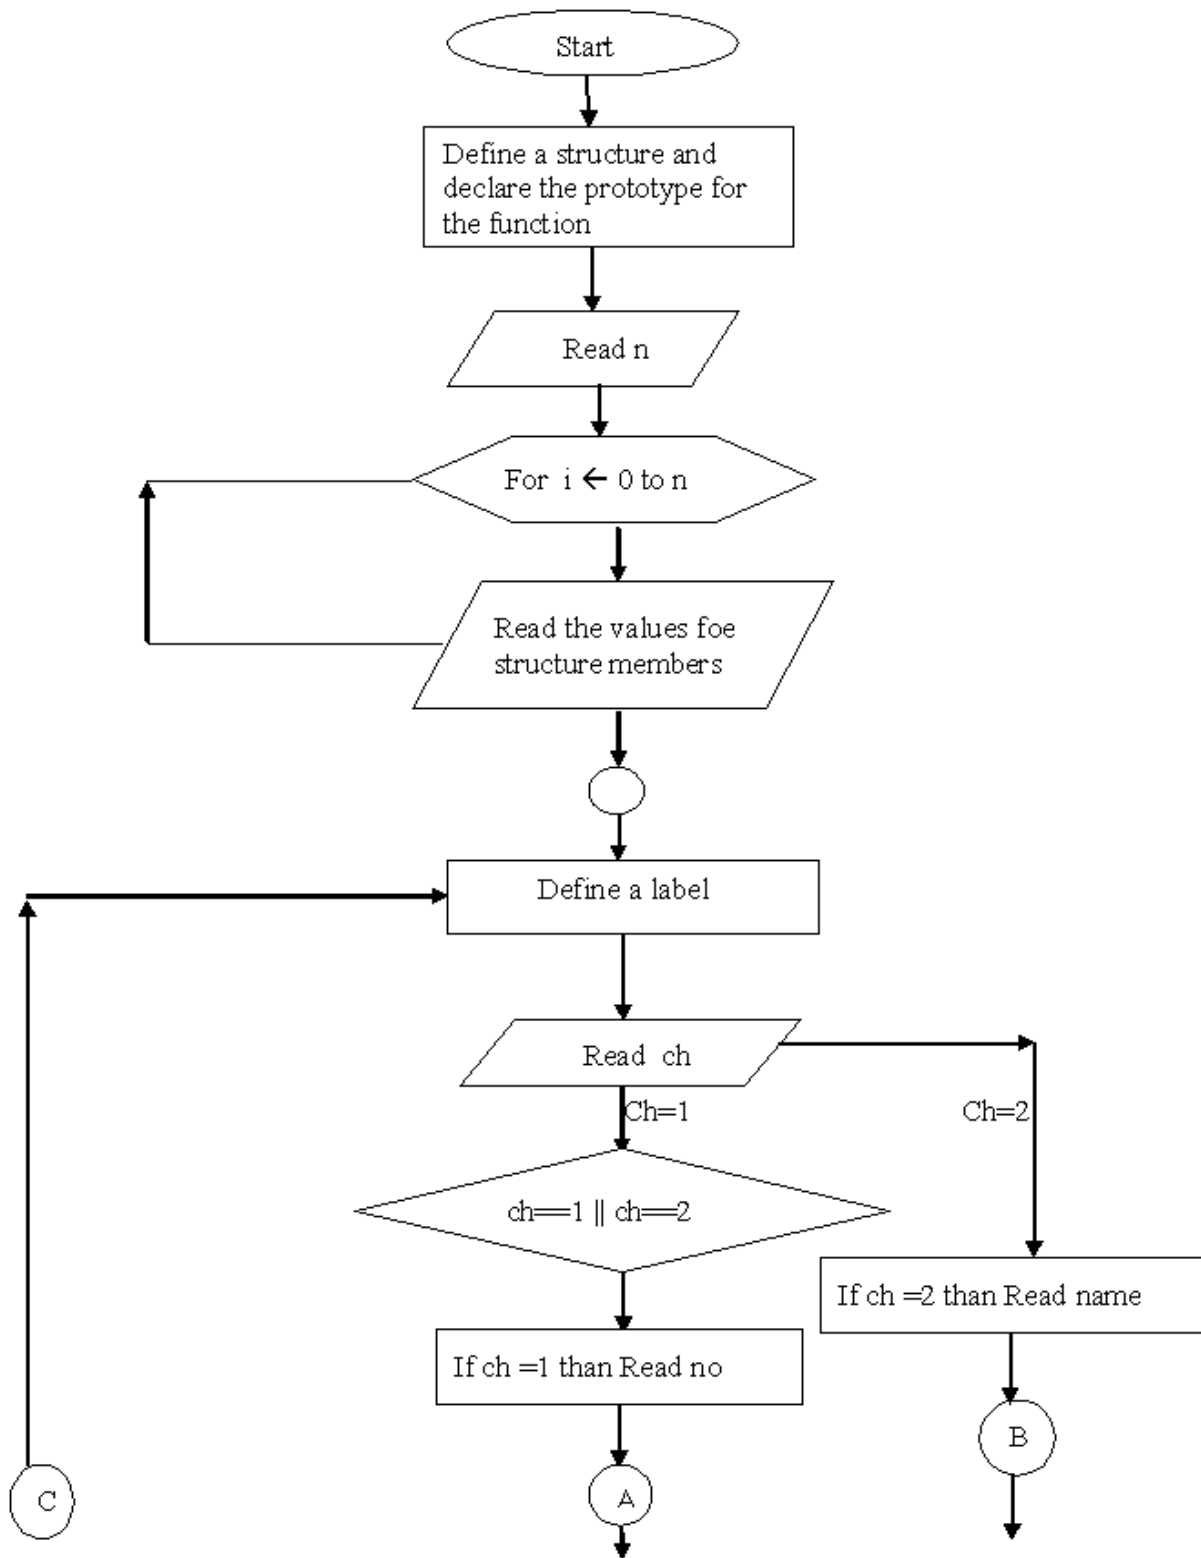 Start
Define a structure and
declare the prototype for
the function
Read n
For i ← 0 to n
Read the values foe
structure members
Define a label
Read ch
Ch=1
Ch=2
ch==1 || ch==2
If ch =2 than Read name
If ch =1 than Read no
B
C
A